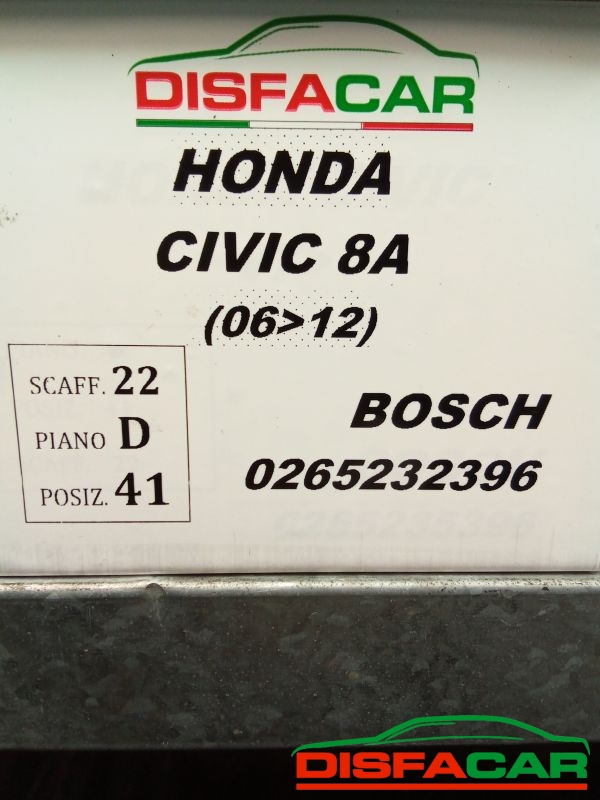 DISFACAR
HONDA
CIVIC 8A
(06>12)
SCAFF. 22
PIANO D
POSIZ. 41
BOSCH
0265232396
DISFACAR